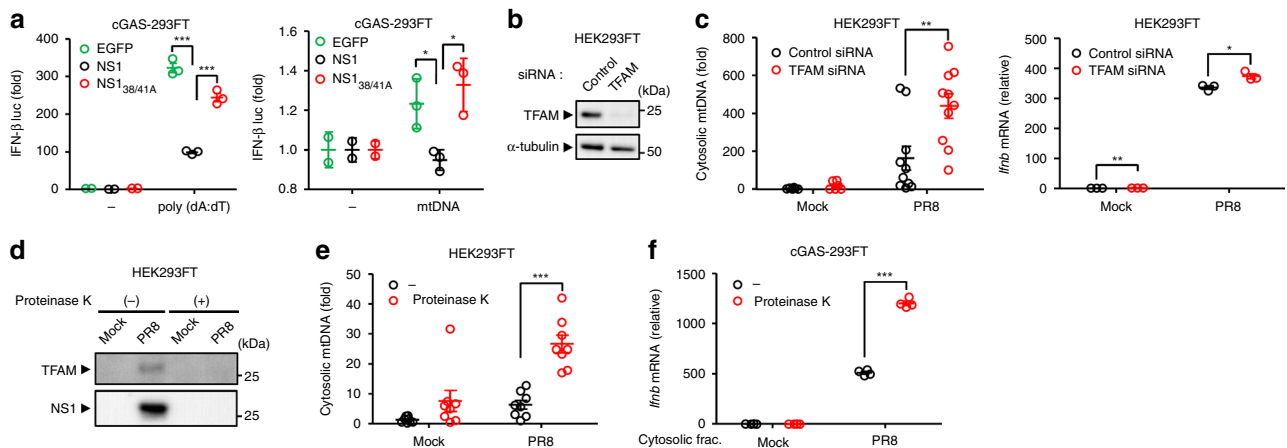 a
cGAS-293FT
EGFP
NS1
NS1 38/41A
IFN-β luc (fold)
400
300
200
100
0
***
***
–
poly (dA:dT)
cGAS-293FT
EGFP
NS1
NS1 38/41A
IFN-β luc (fold)
1.6
1.4
1.2
1.0
0.8
*
*
–
mtDNA
b
HEK293FT
siRNA :
Control
TFAM
(kDa)
TFAM
25
α-tubulin
50
c
HEK293FT
Control siRNA
TFAM siRNA
Cytosolic mtDNA (fold)
1000
800
600
400
200
0
**
Mock
PR8
HEK293FT
Control siRNA
TFAM siRNA
Ifnb mRNA (relative)
500
400
300
200
100
0
**
*
Mock
PR8
d
HEK293FT
Proteinase K
(–)
(+)
Mock
PR8
Mock
PR8
(kDa)
TFAM
25
NS1
25
e
HEK293FT
–
Proteinase K
Cytosolic mtDNA (fold)
50
40
30
20
10
0
***
Mock
PR8
f
cGAS-293FT
–
Proteinase K
Ifnb mRNA (relative)
1500
1000
500
0
***
Cytosolic frac.
Mock
PR8